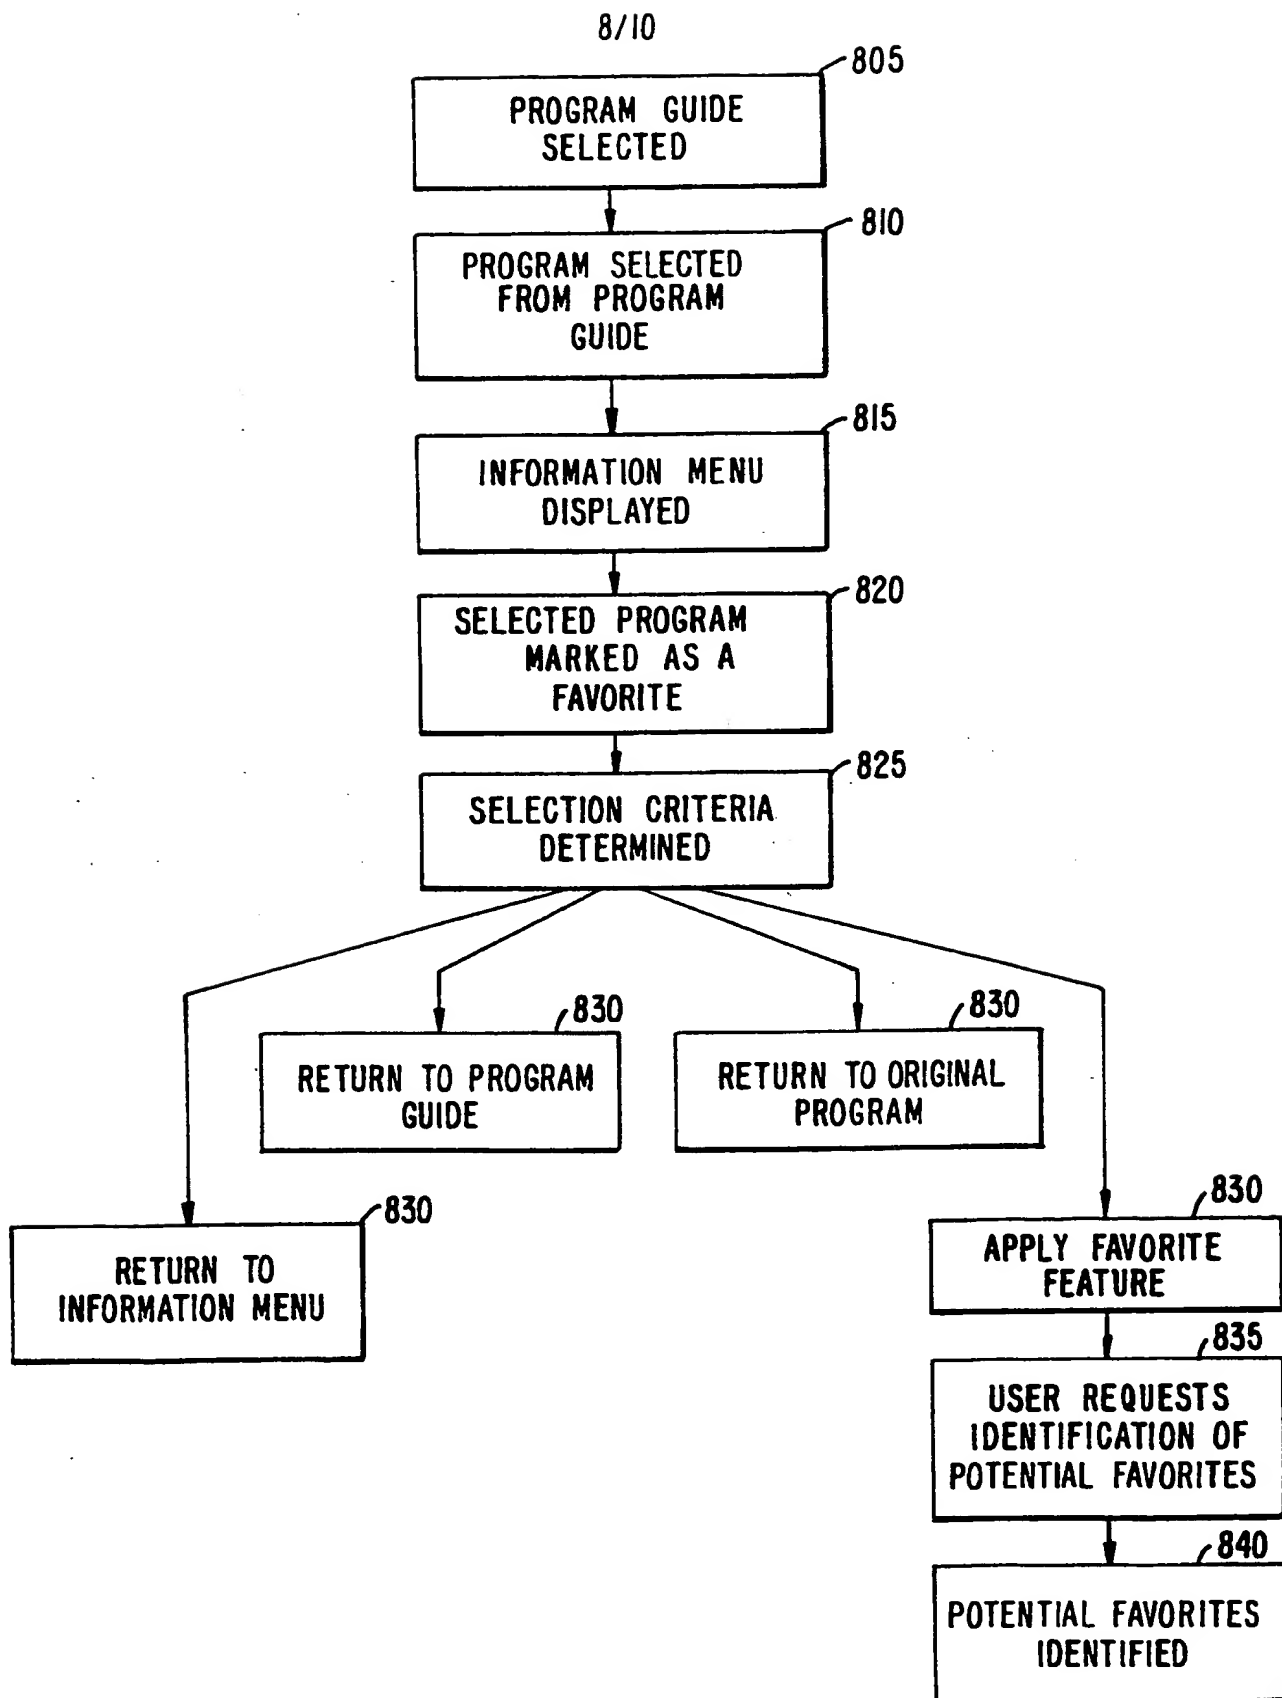 8/10
805
PROGRAM GUIDE
SELECTED
810
PROGRAM SELECTED
FROM PROGRAM
GUIDE
815
INFORMATION MENU
DISPLAYED
820
SELECTED PROGRAM
MARKED AS A
FAVORITE
825
SELECTION CRITERIA
DETERMINED
830
RETURN TO PROGRAM
GUIDE
830
RETURN TO ORIGINAL
PROGRAM
830
RETURN TO
INFORMATION MENU
830
APPLY FAVORITE
FEATURE
835
USER REQUESTS
IDENTIFICATION OF
POTENTIAL FAVORITES
840
POTENTIAL FAVORITES
IDENTIFIED